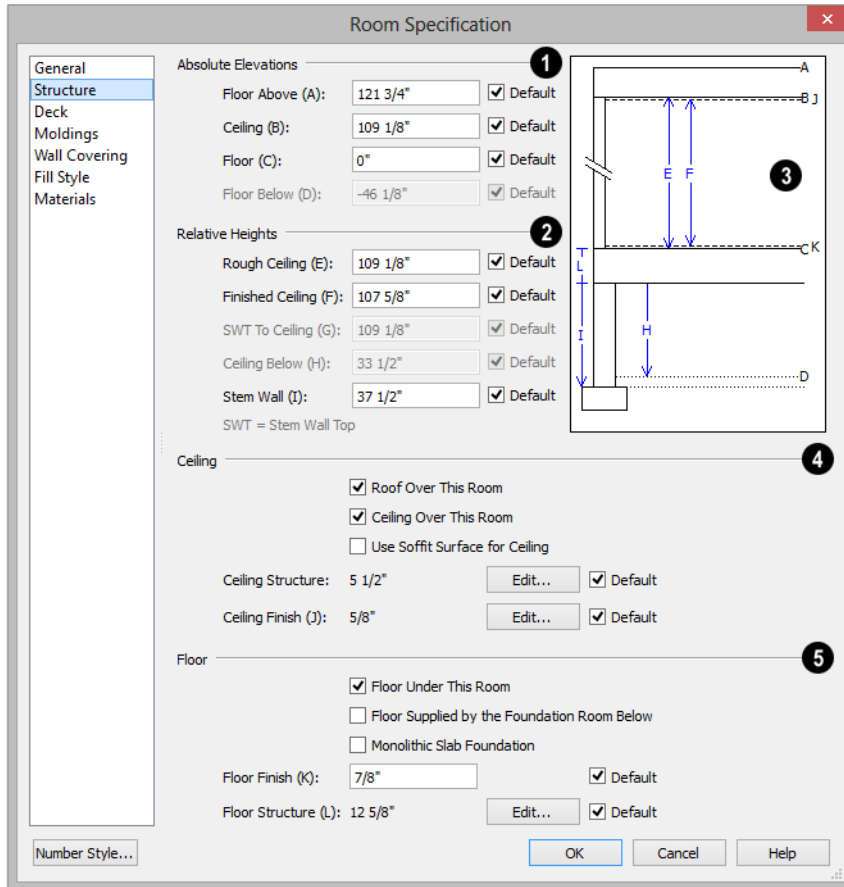 Room Specification
×
General
Structure
Deck
Moldings
Wall Covering
Fill Style
Materials
Absolute Elevations 1
Floor Above (A): 121 3/4" Default
Ceiling (B): 109 1/8" Default
Floor (C): 0" Default
Floor Below (D): -46 1/8" Default
Relative Heights 2
Rough Ceiling (E): 109 1/8" Default
Finished Ceiling (F): 107 5/8" Default
SWT To Ceiling (G): 109 1/8" Default
Ceiling Below (H): 33 1/2" Default
Stem Wall (I): 37 1/2" Default
SWT = Stem Wall Top
A
B J
E F
3
C K
L
I
H
D
Ceiling 4
Roof Over This Room
Ceiling Over This Room
Use Soffit Surface for Ceiling
Ceiling Structure: 5 1/2" Edit... Default
Ceiling Finish (J): 5/8" Edit... Default
Floor 5
Floor Under This Room
Floor Supplied by the Foundation Room Below
Monolithic Slab Foundation
Floor Finish (K): 7/8" Default
Floor Structure (L): 12 5/8" Edit... Default
Number Style... OK Cancel Help